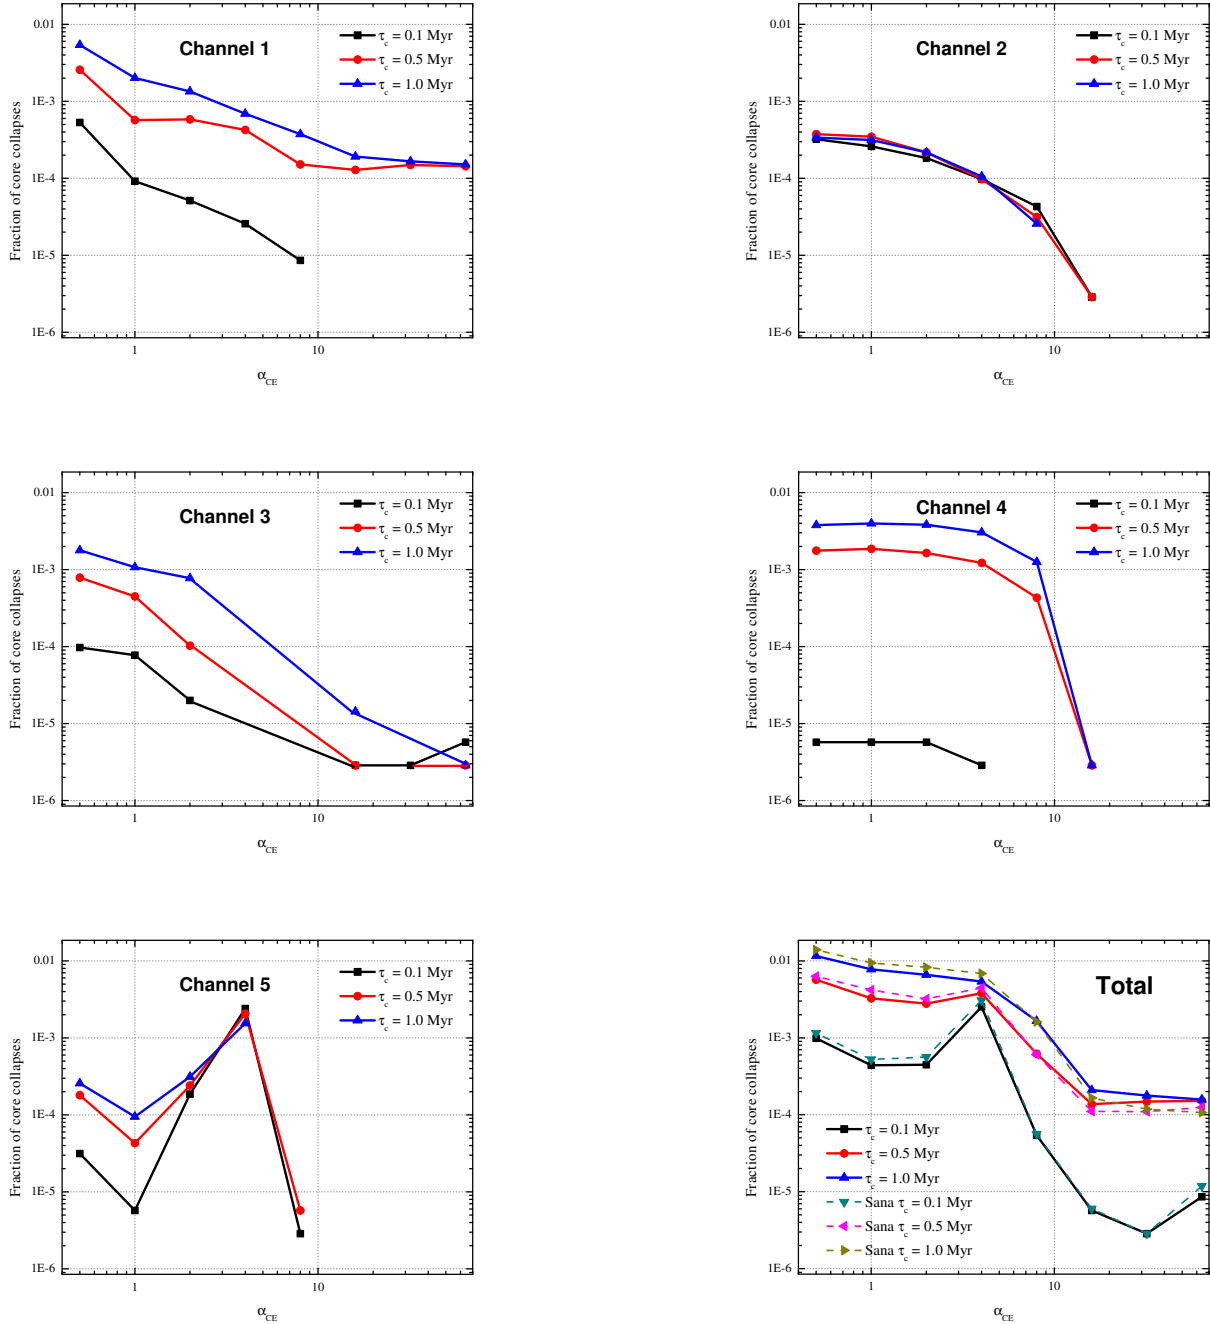 Channel 1
τc = 0.1 Myr
τc = 0.5 Myr
τc = 1.0 Myr
0.01
1E-3
1E-4
1E-5
1E-6
Fraction of core collapses
1
10
αCE
Channel 2
τc = 0.1 Myr
τc = 0.5 Myr
τc = 1.0 Myr
0.01
1E-3
1E-4
1E-5
1E-6
Fraction of core collapses
1
10
αCE
Channel 3
τc = 0.1 Myr
τc = 0.5 Myr
τc = 1.0 Myr
0.01
1E-3
1E-4
1E-5
1E-6
Fraction of core collapses
1
10
αCE
Channel 4
τc = 0.1 Myr
τc = 0.5 Myr
τc = 1.0 Myr
0.01
1E-3
1E-4
1E-5
1E-6
Fraction of core collapses
1
10
αCE
Channel 5
τc = 0.1 Myr
τc = 0.5 Myr
τc = 1.0 Myr
0.01
1E-3
1E-4
1E-5
1E-6
Fraction of core collapses
1
10
αCE
Total
0.01
1E-3
1E-4
1E-5
1E-6
Fraction of core collapses
τc = 0.1 Myr
τc = 0.5 Myr
τc = 1.0 Myr
Sana τc = 0.1 Myr
Sana τc = 0.5 Myr
Sana τc = 1.0 Myr
1
10
αCE